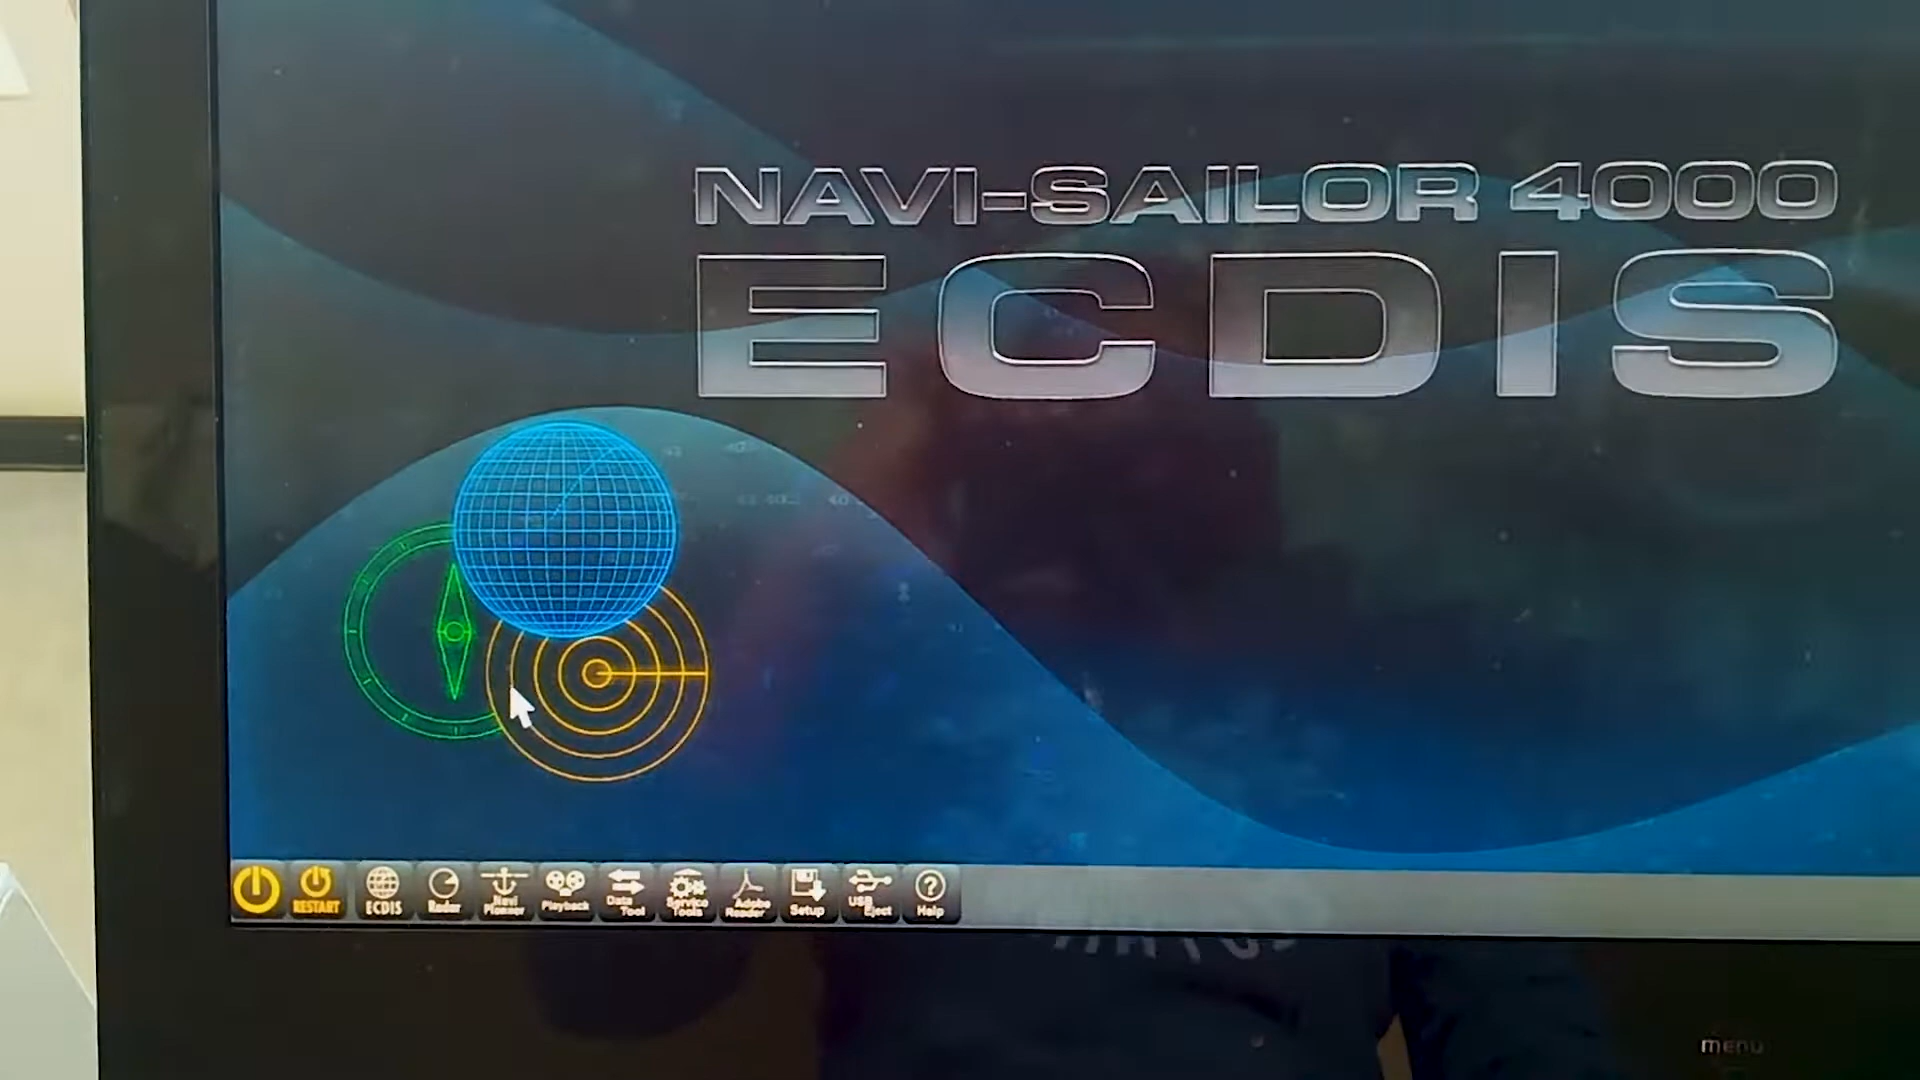 NAVI-SAILOR 4000
ECDIS
RESTART
ECDIS
Radar
Navi
Planner
Playback
Data
Tool
Service
Tools
Adobe
Reader
Setup
USB
Eject
Help
menu